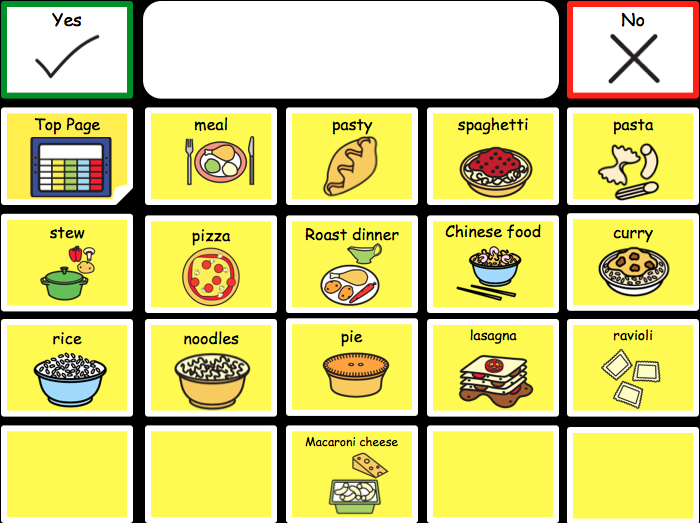 Yes
No
Top Page
meal
pasty
spaghetti
pasta
stew
pizza
Roast dinner
Chinese food
curry
rice
noodles
pie
lasagna
ravioli
Macaroni cheese